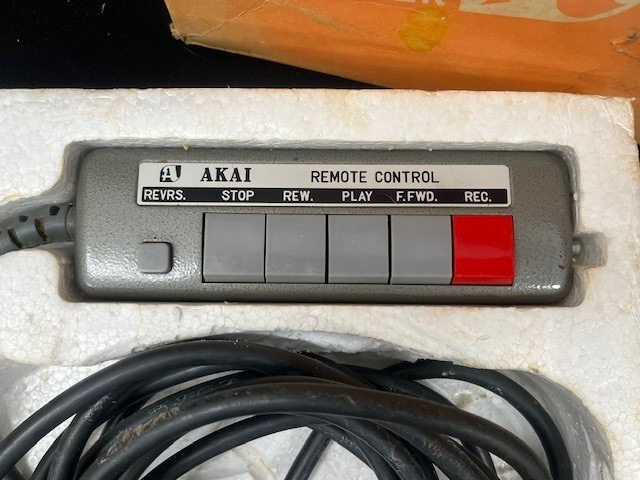 AKAI REMOTE CONTROL
REVRS. STOP REW. PLAY F.FWD. REC.